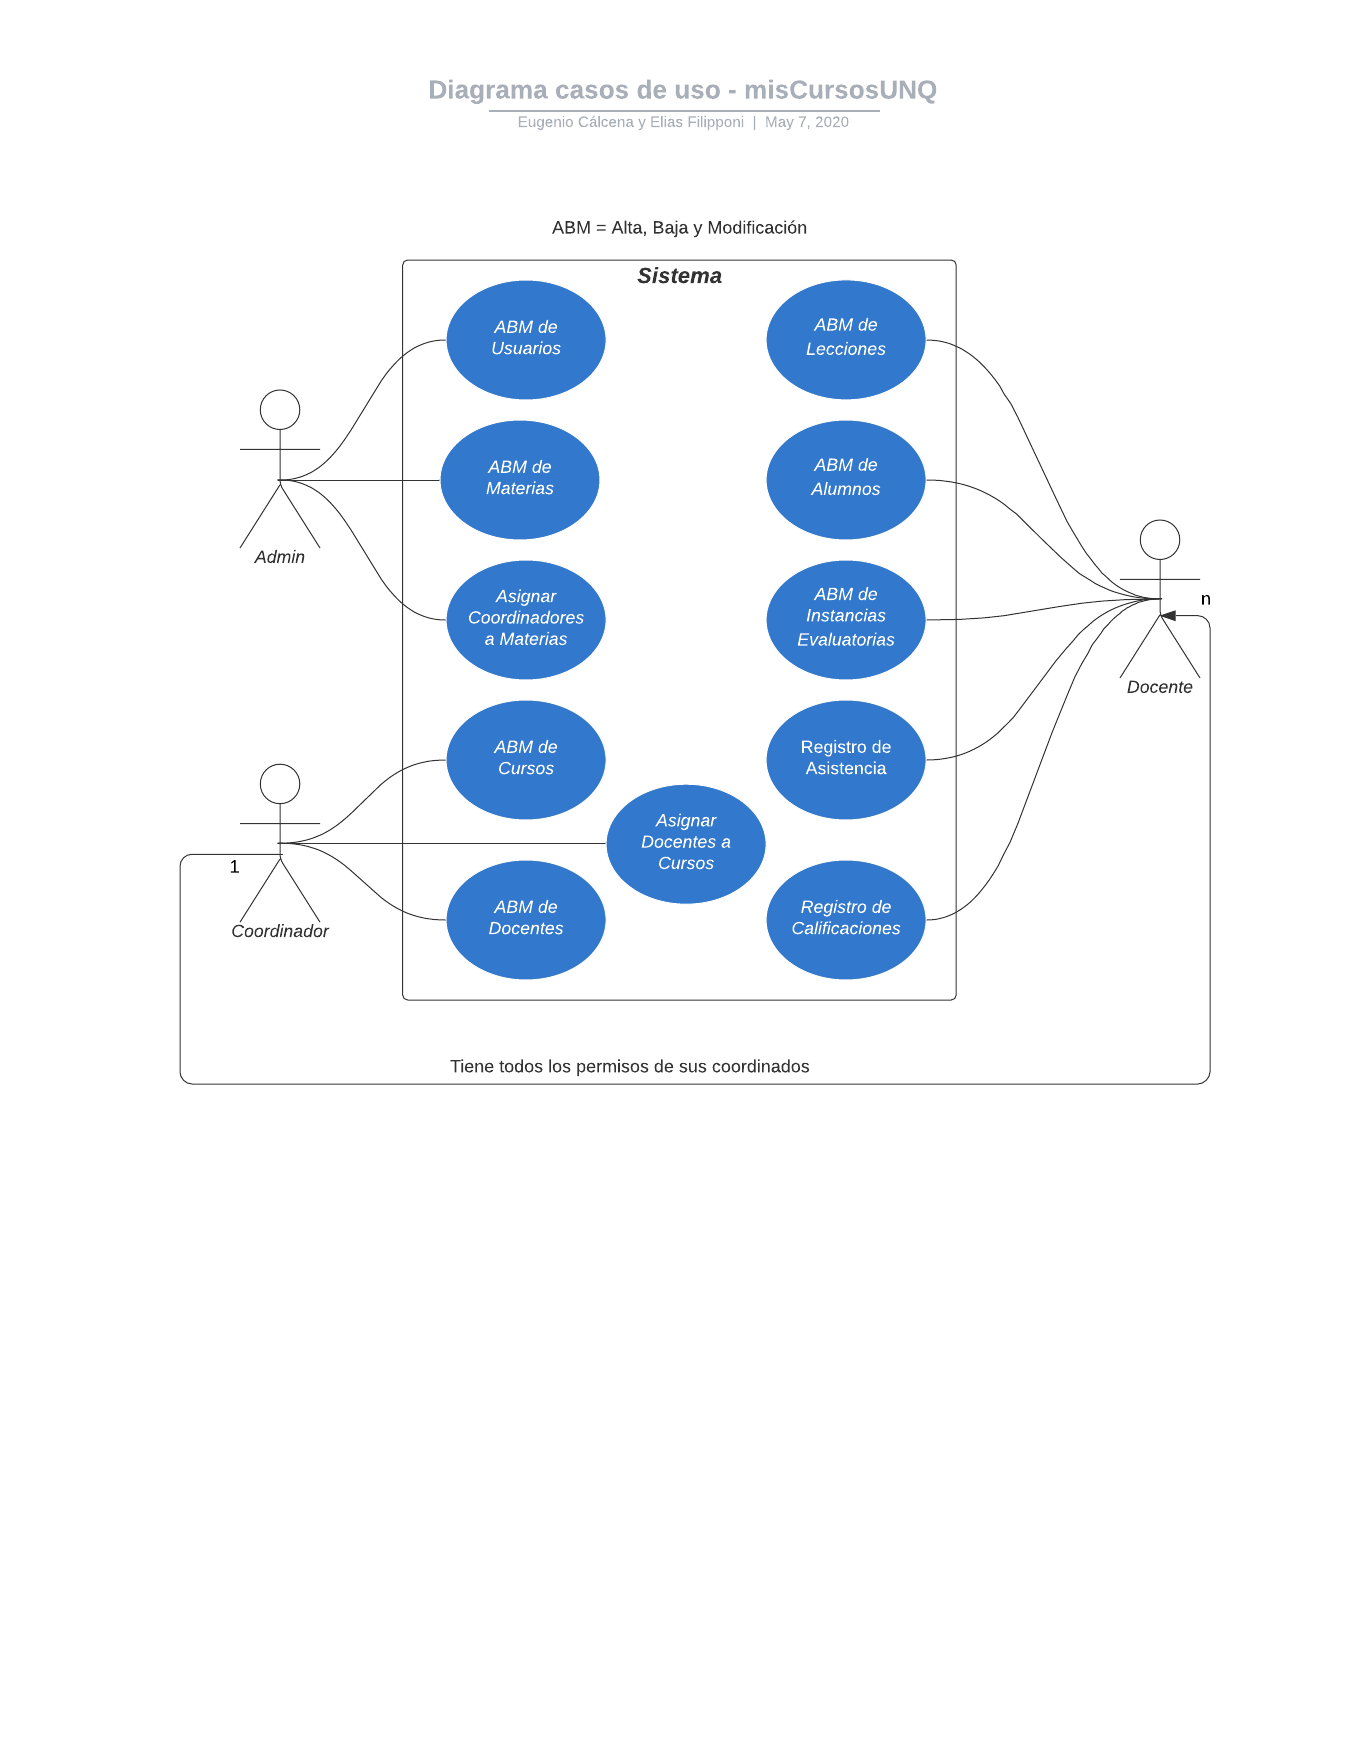 Diagrama casos de uso - misCursosUNQ
Eugenio Cálcena y Elias Filipponi | May 7, 2020
ABM = Alta, Baja y Modificación
Sistema
ABM de
Usuarios
ABM de
Lecciones
ABM de
Materias
ABM de
Alumnos
Admin
Asignar
Coordinadores
a Materias
ABM de
Instancias
Evaluatorias
n
Docente
ABM de
Cursos
Registro de
Asistencia
Asignar
Docentes a
Cursos
1
Coordinador
ABM de
Docentes
Registro de
Calificaciones
Tiene todos los permisos de sus coordinados